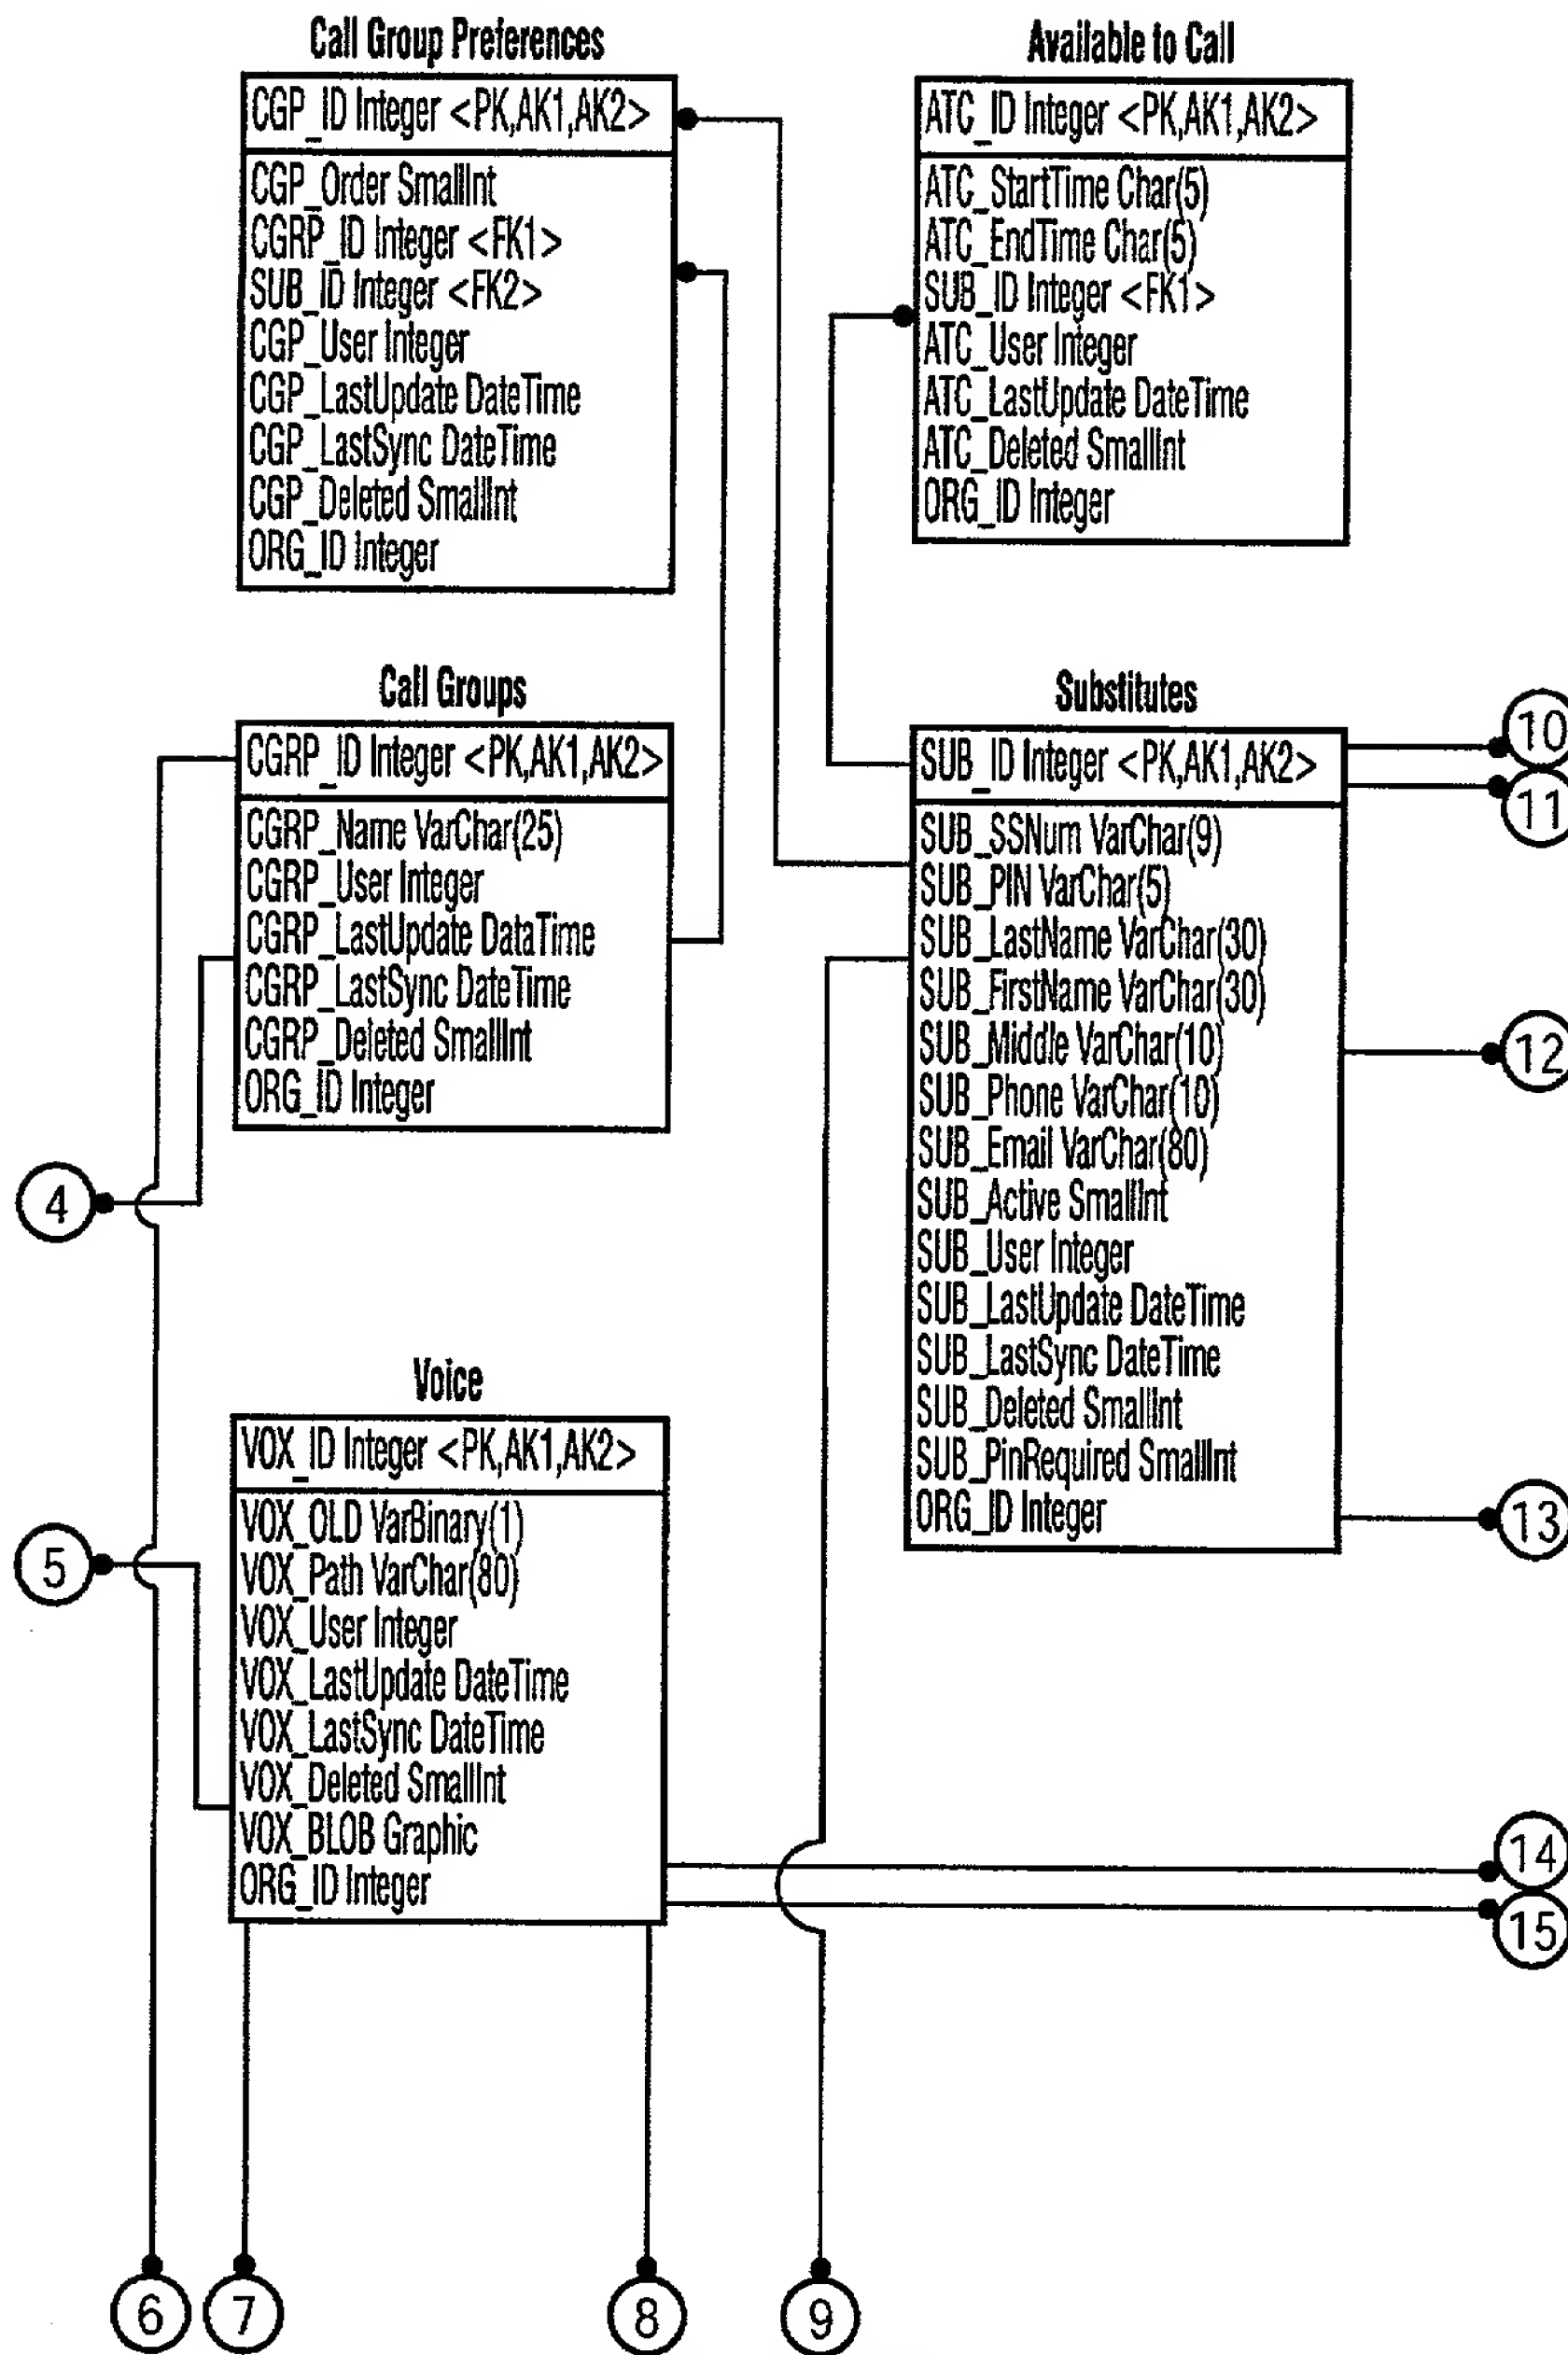 Call Group Preferences
CGP_ID Integer <PK,AK1,AK2>
CGP_Order SmallInt
CGRP_ID Integer <FK1>
SUB_ID Integer <FK2>
CGP_User Integer
CGP_LastUpdate DateTime
CGP_LastSync DateTime
CGP_Deleted SmallInt
ORG_ID Integer
Available to Call
ATC_ID Integer <PK,AK1,AK2>
ATC_StartTime Char(5)
ATC_EndTime Char(5)
SUB_ID Integer <FK1>
ATC_User Integer
ATC_LastUpdate DateTime
ATC_Deleted SmallInt
ORG_ID Integer
Call Groups
CGRP_ID Integer <PK,AK1,AK2>
CGRP_Name VarChar(25)
CGRP_User Integer
CGRP_LastUpdate DataTime
CGRP_LastSync DateTime
CGRP_Deleted SmallInt
ORG_ID Integer
Substitutes
SUB_ID Integer <PK,AK1,AK2>
SUB_SSNum VarChar(9)
SUB_PIN VarChar(5)
SUB_LastName VarChar(30)
SUB_FirstName VarChar(30)
SUB_Middle VarChar(10)
SUB_Phone VarChar(10)
SUB_Email VarChar(80)
SUB_Active SmallInt
SUB_User Integer
SUB_LastUpdate DateTime
SUB_LastSync DateTime
SUB_Deleted SmallInt
SUB_PinRequired SmallInt
ORG_ID Integer
10
11
12
13
4
5
Voice
VOX_ID Integer <PK,AK1,AK2>
VOX_OLD VarBinary(1)
VOX_Path VarChar(80)
VOX_User Integer
VOX_LastUpdate DateTime
VOX_LastSync DateTime
VOX_Deleted SmallInt
VOX_BLOB Graphic
ORG_ID Integer
14
15
6
7
8
9